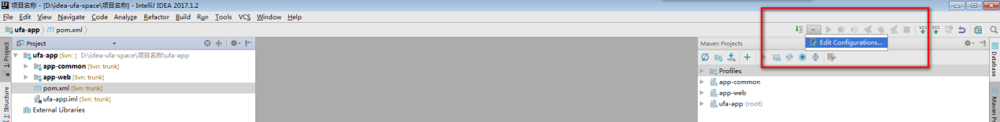 项目名称 - [D:\idea-ufa-space\项目名称] - IntelliJ IDEA 2017.1.2
File Edit View Navigate Code Analyze Refactor Build Run Tools VCS Window Help
ufa-app pom.xml
VCS VCS
Project
Maven Projects
Edit Configurations...
1: Project
ufa-app [Svn: ] D:\idea-ufa-space\项目名称\ufa-app
app-common [Svn: trunk]
app-web [Svn: trunk]
pom.xml [Svn: trunk]
ufa-app.iml [Svn: trunk]
External Libraries
Structure
Profiles
app-common
app-web
ufa-app (root)
Database
Maven